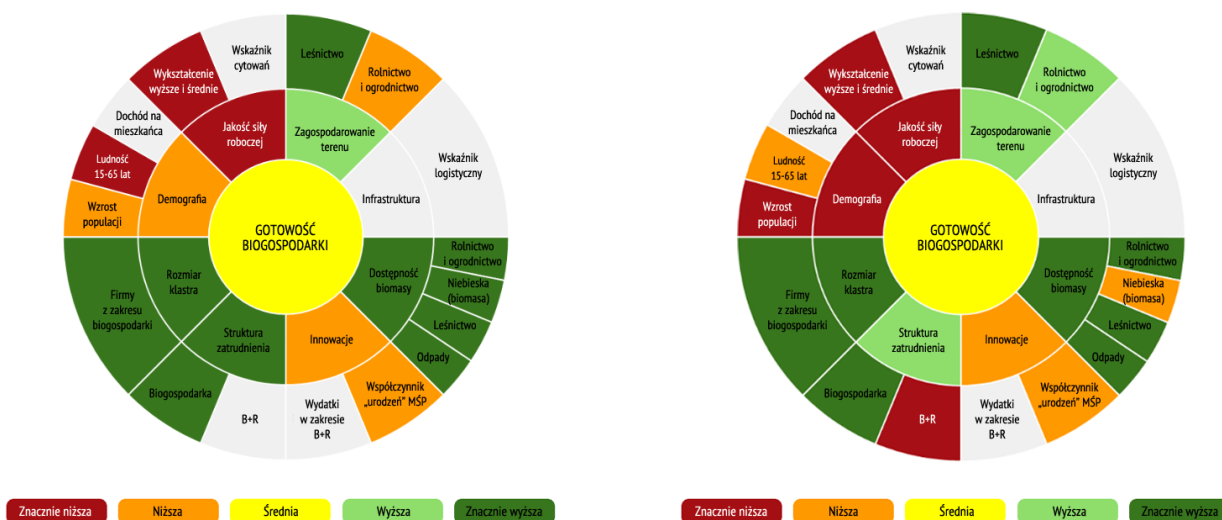 Leśnictwo
Rolnictwo
i ogrodnictwo
Wskaźnik
logistyczny
Rolnictwo
i ogrodnictwo
Niebieska
(biomasa)
Leśnictwo
Odpady
Współczynnik
„urodzeń” MŚP
Wydatki
w zakresie
B+R
B+R
Biogospodarka
Firmy
z zakresu
biogospodarki
Wzrost
populacji
Ludność
15-65 lat
Dochód na
mieszkańca
Wykształcenie
wyższe i średnie
Wskaźnik
cytowań
Zagospodarowanie
terenu
Infrastruktura
Dostępność
biomasy
Innowacje
Struktura
zatrudnienia
Rozmiar
klastra
Demografia
Jakość siły
roboczej
GOTOWOŚĆ
BIOGOSPODARKI
Znacznie niższa
Niższa
Średnia
Wyższa
Znacznie wyższa
Leśnictwo
Rolnictwo
i ogrodnictwo
Wskaźnik
logistyczny
Rolnictwo
i ogrodnictwo
Niebieska
(biomasa)
Leśnictwo
Odpady
Współczynnik
„urodzeń” MŚP
Wydatki
w zakresie
B+R
B+R
Biogospodarka
Firmy
z zakresu
biogospodarki
Wzrost
populacji
Ludność
15-65 lat
Dochód na
mieszkańca
Wykształcenie
wyższe i średnie
Wskaźnik
cytowań
Zagospodarowanie
terenu
Infrastruktura
Dostępność
biomasy
Innowacje
Struktura
zatrudnienia
Rozmiar
klastra
Demografia
Jakość siły
roboczej
GOTOWOŚĆ
BIOGOSPODARKI
Znacznie niższa
Niższa
Średnia
Wyższa
Znacznie wyższa